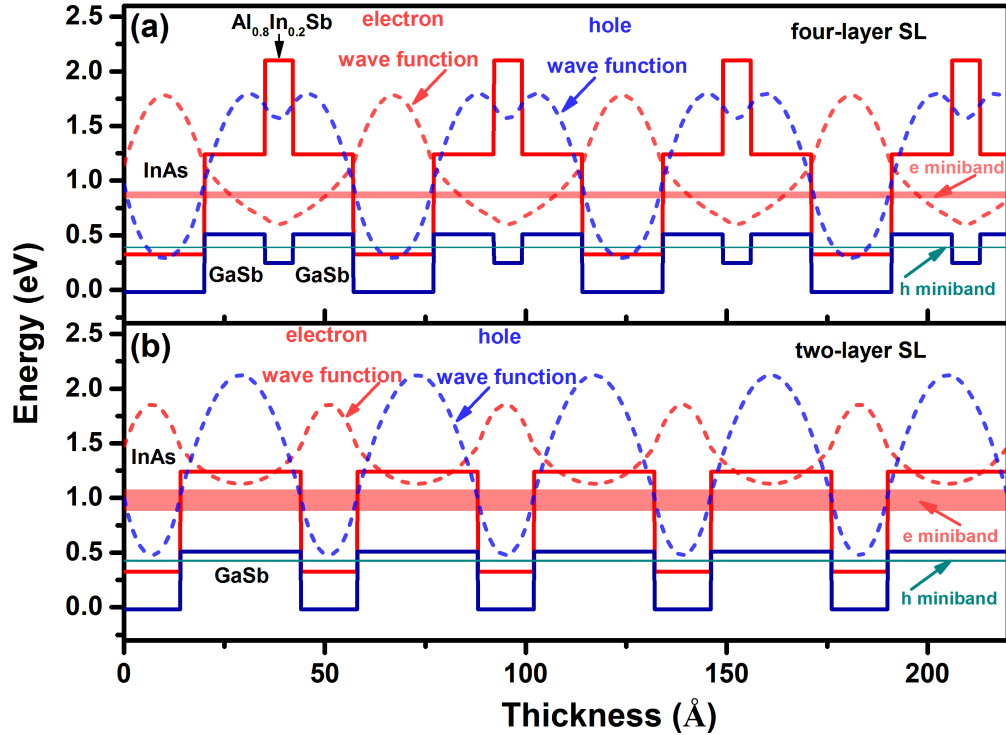 (a)
Al0.8In0.2Sb
electron
wave function
hole
wave function
four-layer SL
InAs
GaSb
GaSb
e miniband
h miniband
2.5
2.0
1.5
1.0
0.5
0.0
(b)
electron
wave function
hole
wave function
two-layer SL
InAs
GaSb
e miniband
h miniband
2.5
2.0
1.5
1.0
0.5
0.0
Energy (eV)
0 50 100 150 200
Thickness (Å)